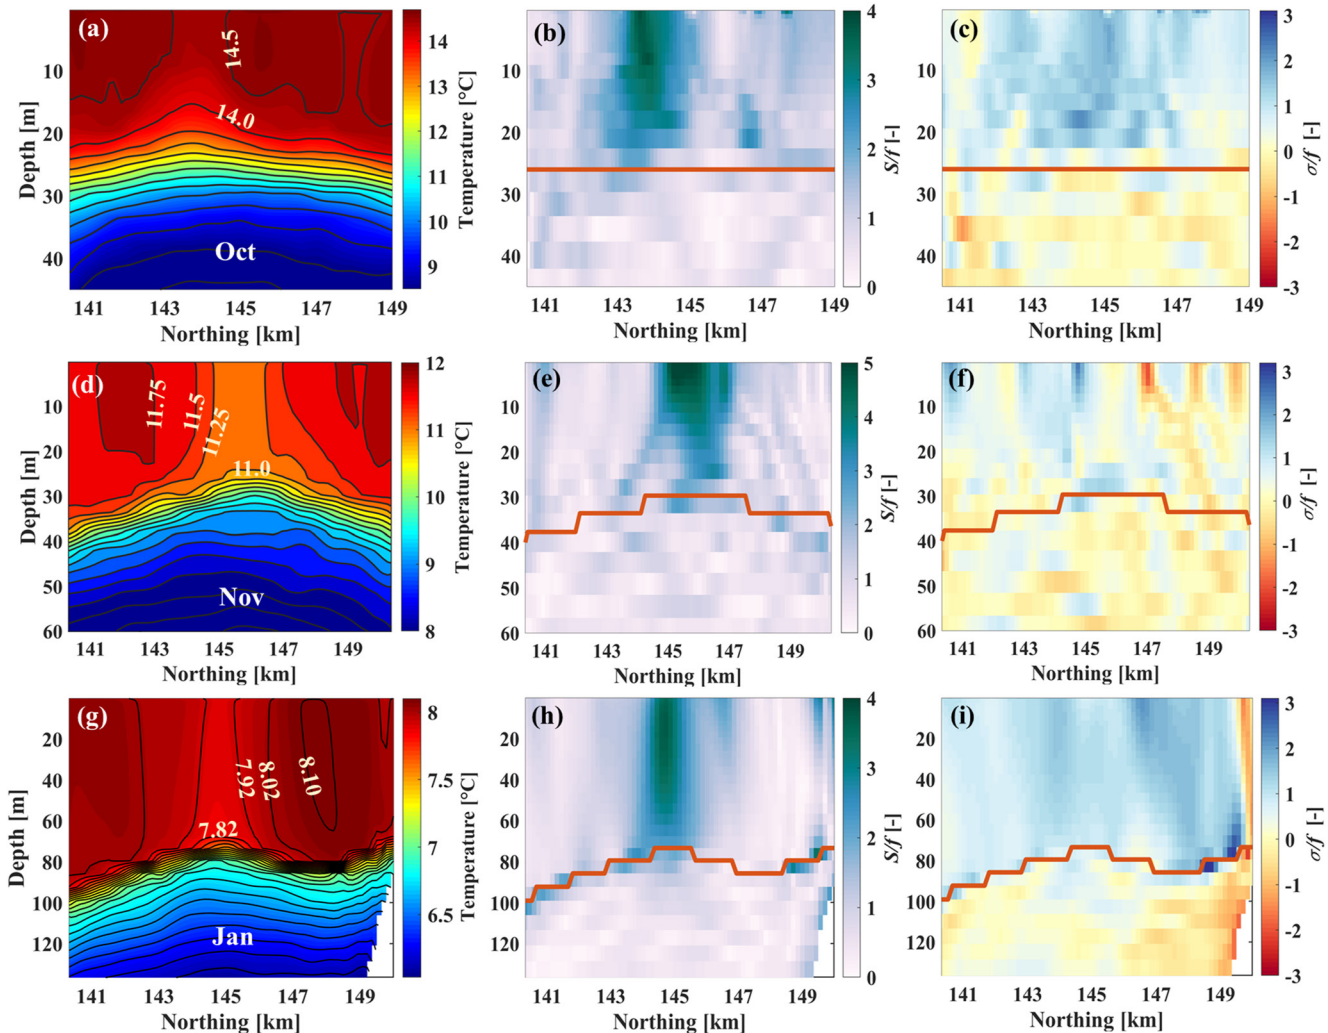 (a)
14.5
14.0
Oct
10
20
30
40
Depth [m]
141 143 145 147 149
Northing [km]
14
13
12
11
10
9
Temperature [°C]
(b)
10
20
30
40
141 143 145 147 149
Northing [km]
4
3
2
1
0
S/f [-]
(c)
10
20
30
40
141 143 145 147 149
Northing [km]
3
2
1
0
-1
-2
-3
σ/f [-]
(d)
11.75
11.5
11.25
11.0
Nov
10
20
30
40
50
60
Depth [m]
141 143 145 147 149
Northing [km]
12
11
10
9
8
Temperature [°C]
(e)
10
20
30
40
50
60
141 143 145 147 149
Northing [km]
5
4
3
2
1
0
S/f [-]
(f)
10
20
30
40
50
60
141 143 145 147 149
Northing [km]
3
2
1
0
-1
-2
-3
σ/f [-]
(g)
7.92
8.02
8.10
7.82
Jan
20
40
60
80
100
120
Depth [m]
141 143 145 147 149
Northing [km]
8
7.5
7
6.5
Temperature [°C]
(h)
20
40
60
80
100
120
141 143 145 147 149
Northing [km]
4
3
2
1
0
S/f [-]
(i)
20
40
60
80
100
120
141 143 145 147 149
Northing [km]
3
2
1
0
-1
-2
-3
σ/f [-]